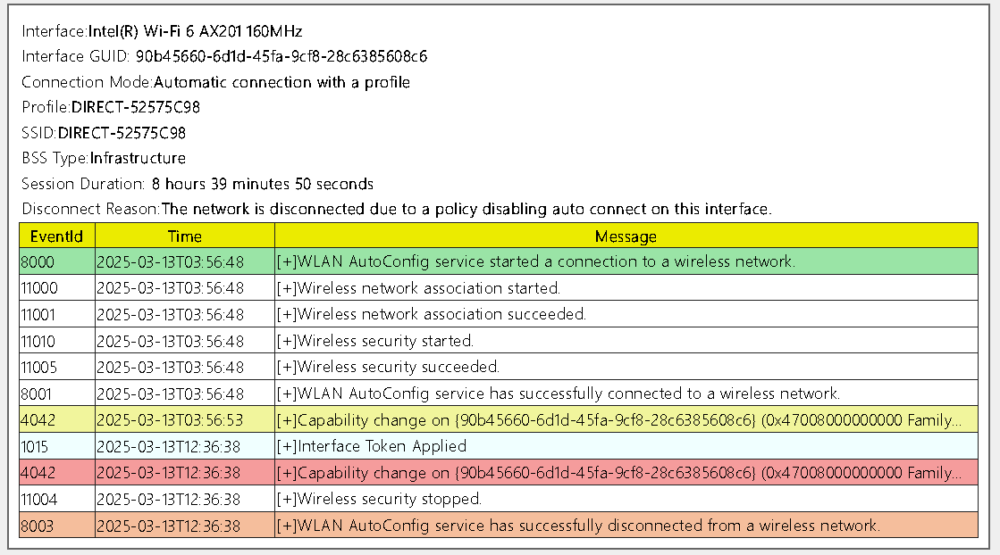 Interface:Intel(R) Wi-Fi 6 AX201 160MHz
Interface GUID: 90b45660-6d1d-45fa-9cf8-28c6385608c6
Connection Mode:Automatic connection with a profile
Profile:DIRECT-52575C98
SSID:DIRECT-52575C98
BSS Type:Infrastructure
Session Duration: 8 hours 39 minutes 50 seconds
Disconnect Reason:The network is disconnected due to a policy disabling auto connect on this interface.
EventId Time Message
8000 2025-03-13T03:56:48 [+]WLAN AutoConfig service started a connection to a wireless network.
11000 2025-03-13T03:56:48 [+]Wireless network association started.
11001 2025-03-13T03:56:48 [+]Wireless network association succeeded.
11010 2025-03-13T03:56:48 [+]Wireless security started.
11005 2025-03-13T03:56:48 [+]Wireless security succeeded.
8001 2025-03-13T03:56:48 [+]WLAN AutoConfig service has successfully connected to a wireless network.
4042 2025-03-13T03:56:53 [+]Capability change on {90b45660-6d1d-45fa-9cf8-28c6385608c6} (0x47008000000000 Family...
1015 2025-03-13T12:36:38 [+]Interface Token Applied
4042 2025-03-13T12:36:38 [+]Capability change on {90b45660-6d1d-45fa-9cf8-28c6385608c6} (0x47008000000000 Family...
11004 2025-03-13T12:36:38 [+]Wireless security stopped.
8003 2025-03-13T12:36:38 [+]WLAN AutoConfig service has successfully disconnected from a wireless network.